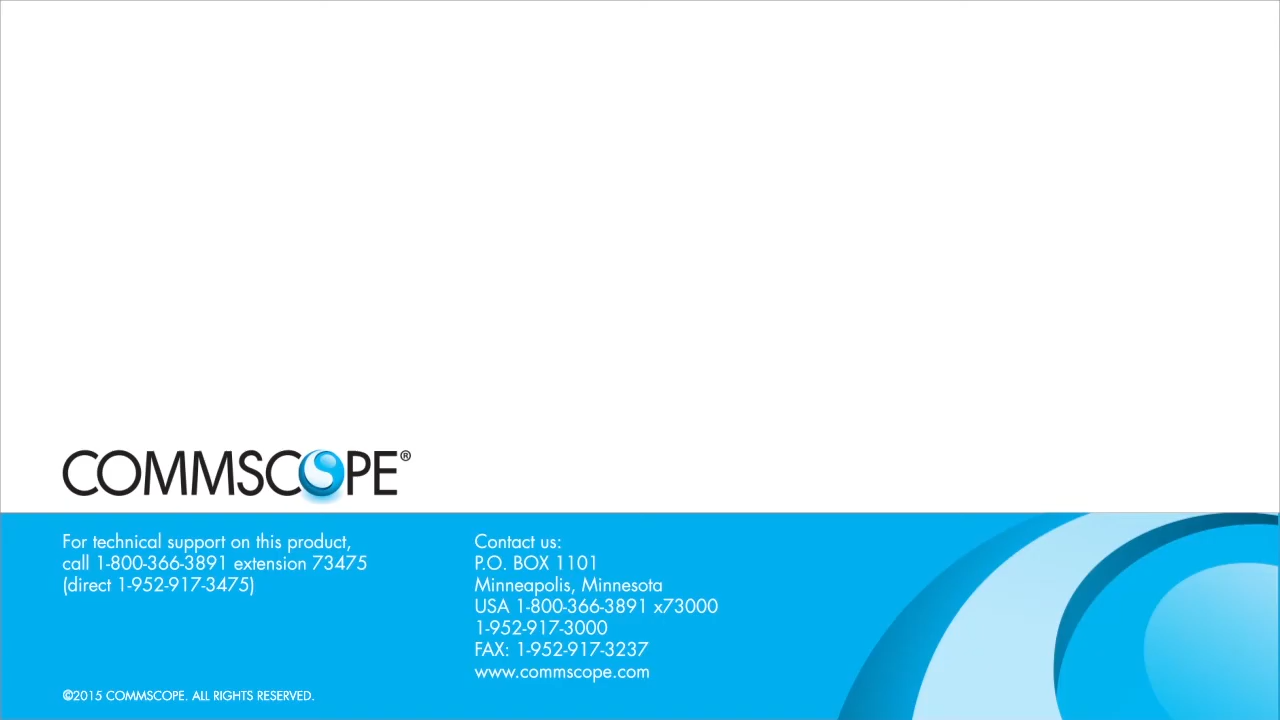 COMMSCOPE®
For technical support on this product,
call 1-800-366-3891 extension 73475
(direct 1-952-917-3475)
Contact us:
P.O. BOX 1101
Minneapolis, Minnesota
USA 1-800-366-3891 x73000
1-952-917-3000
FAX: 1-952-917-3237
www.commscope.com
©2015 COMMSCOPE. ALL RIGHTS RESERVED.